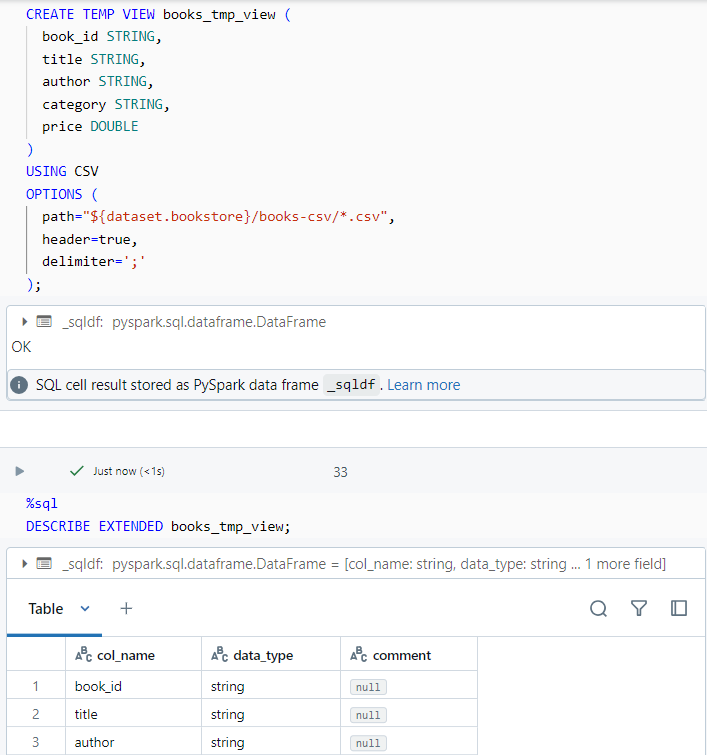 CREATE TEMP VIEW books_tmp_view (
book_id STRING,
title STRING,
author STRING,
category STRING,
price DOUBLE
)
USING CSV
OPTIONS (
path="${dataset.bookstore}/books-csv/*.csv",
header=true,
delimiter=';'
);
_sqldf: pyspark.sql.dataframe.DataFrame
OK
SQL cell result stored as PySpark data frame _sqldf. Learn more
Just now (<1s) 33
%sql
DESCRIBE EXTENDED books_tmp_view;
_sqldf: pyspark.sql.dataframe.DataFrame = [col_name: string, data_type: string ... 1 more field]
Table +
ABC col_name ABC data_type ABC comment
1 book_id string null
2 title string null
3 author string null